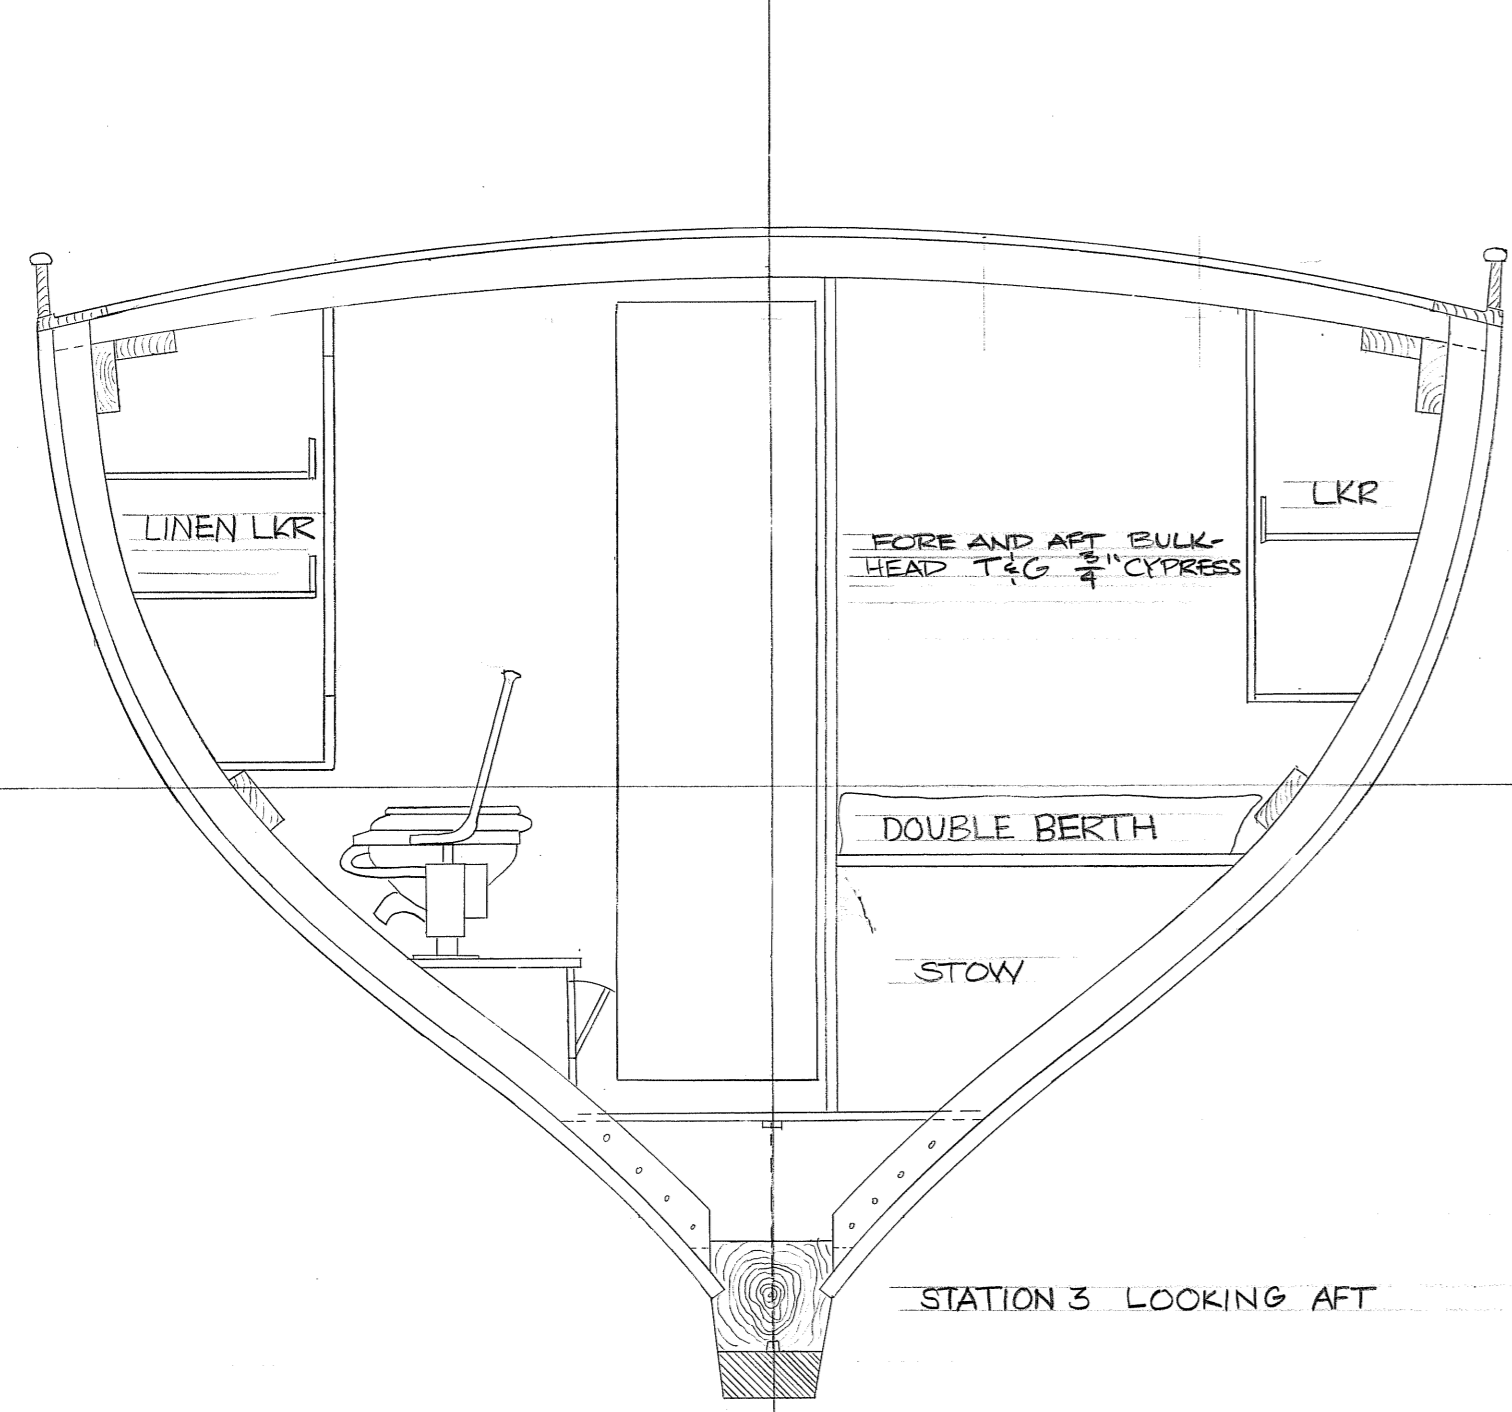 LKR
LINEN LKR
FORE AND AFT BULK-
HEAD T&G 3/4" CYPRESS
DOUBLE BERTH
STOW
STATION 3 LOOKING AFT